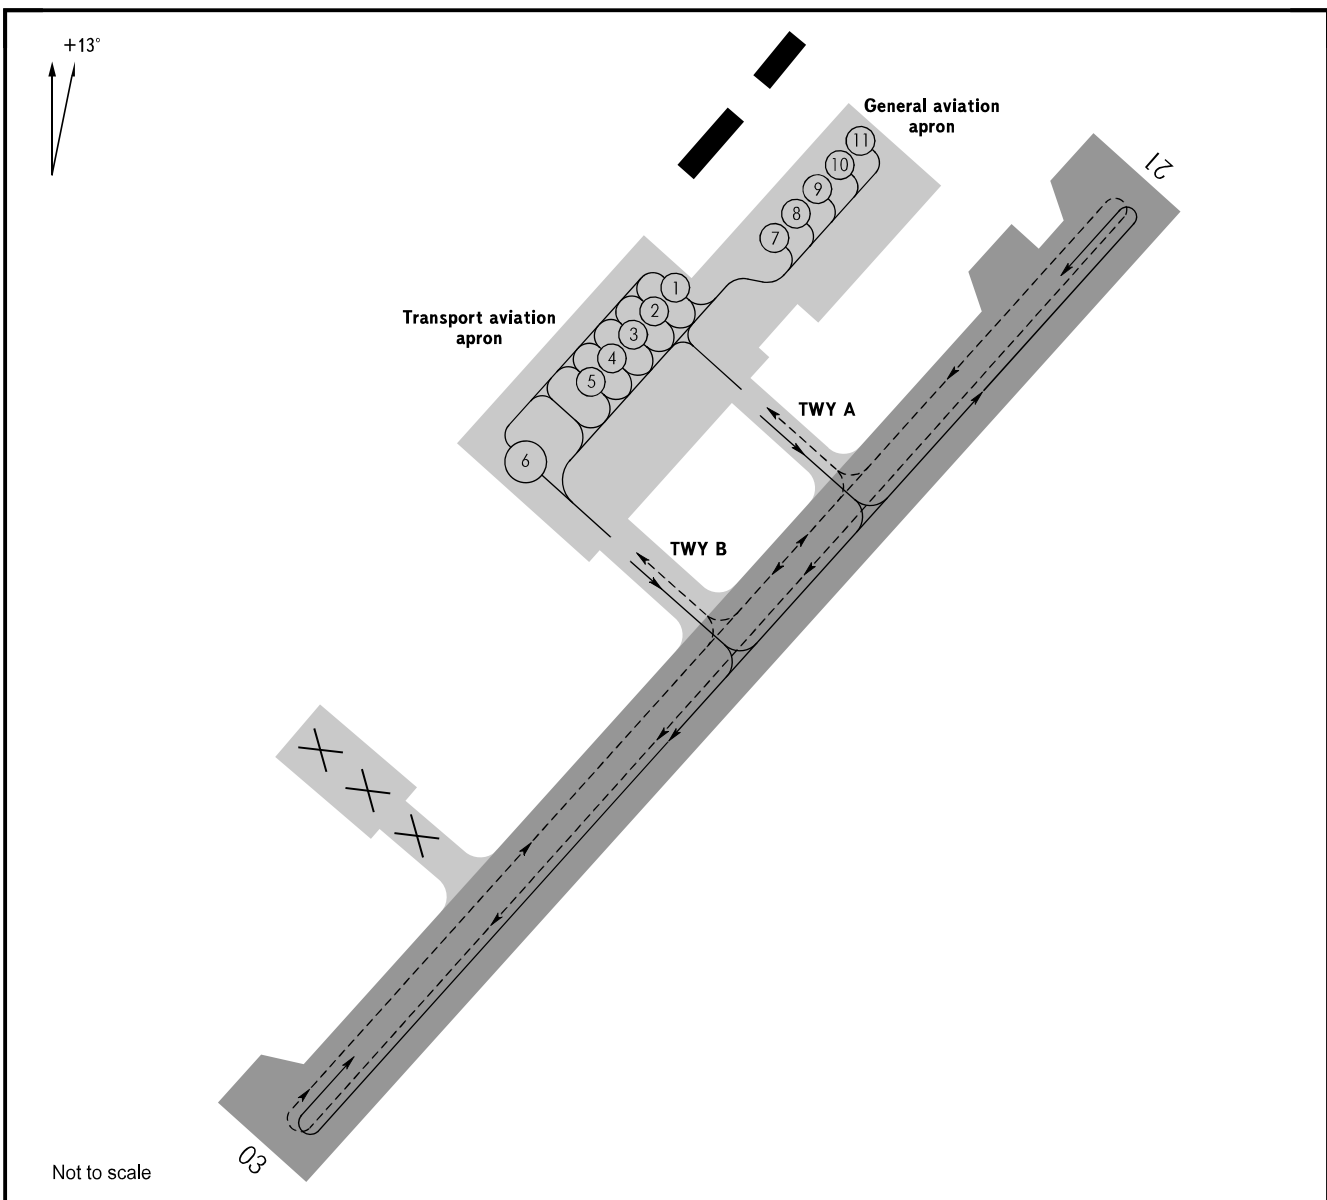 +13°
General aviation
apron
21
11
10
9
8
7
1
2
3
4
5
6
Transport aviation
apron
TWY A
TWY B
03
Not to scale